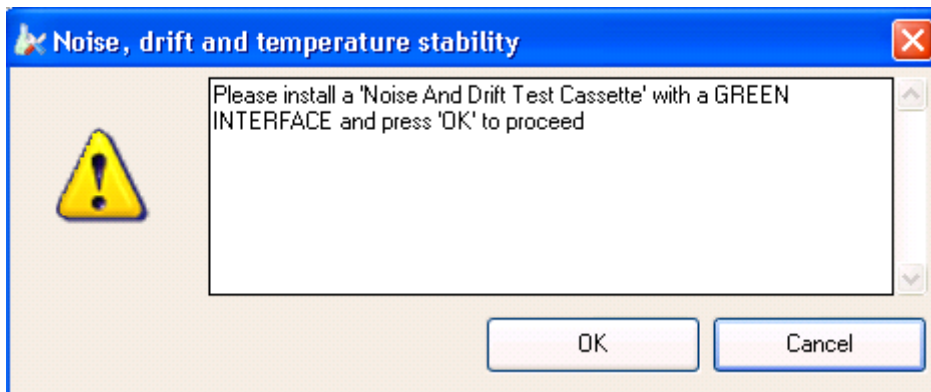 Noise, drift and temperature stability
Please install a 'Noise And Drift Test Cassette' with a GREEN
INTERFACE and press 'OK' to proceed
OK
Cancel